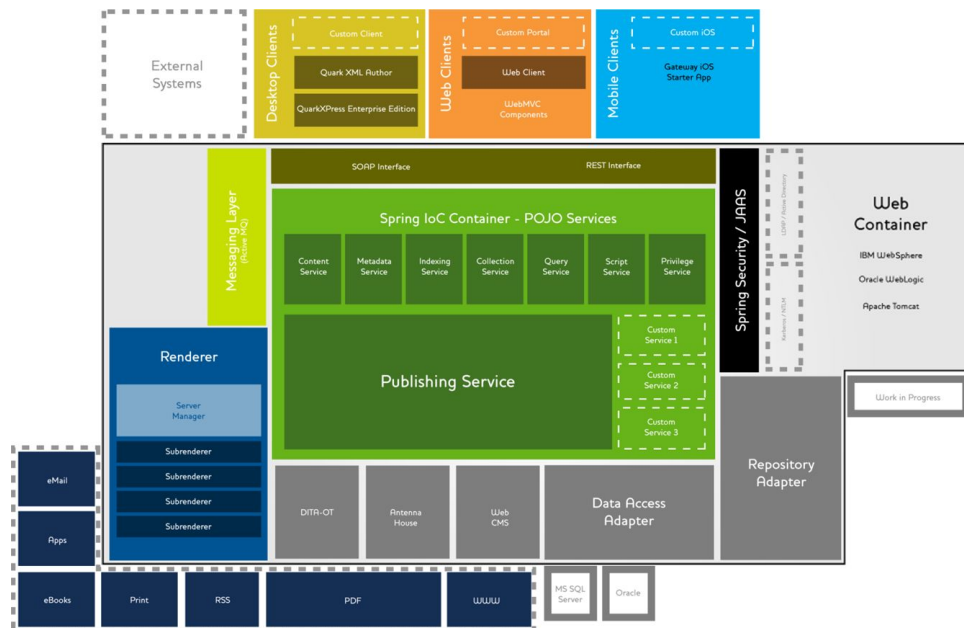 External
Systems
Desktop Clients
Custom Client
Quark XML Author
QuarkXPress Enterprise Edition
Web Clients
Custom Portal
Web Client
WebMVC
Components
Mobile Clients
Custom iOS
Gateway iOS
Starter App
Messaging Layer
(Active MQ)
SOAP Interface
REST Interface
Spring IoC Container - POJO Services
Content
Service
Metadata
Service
Indexing
Service
Collection
Service
Query
Service
Script
Service
Privilege
Service
Publishing Service
Custom
Service 1
Custom
Service 2
Custom
Service 3
Spring Security / JAAS
LDAP / Active Directory
Kerberos / NTLM
Web
Container
IBM WebSphere
Oracle WebLogic
Apache Tomcat
Work in Progress
Renderer
Server
Manager
Subrenderer
Subrenderer
Subrenderer
Subrenderer
DITA-OT
Antenna
House
Web
CMS
Data Access
Adapter
Repository
Adapter
eMail
Apps
eBooks
Print
RSS
PDF
WWW
MS SQL
Server
Oracle